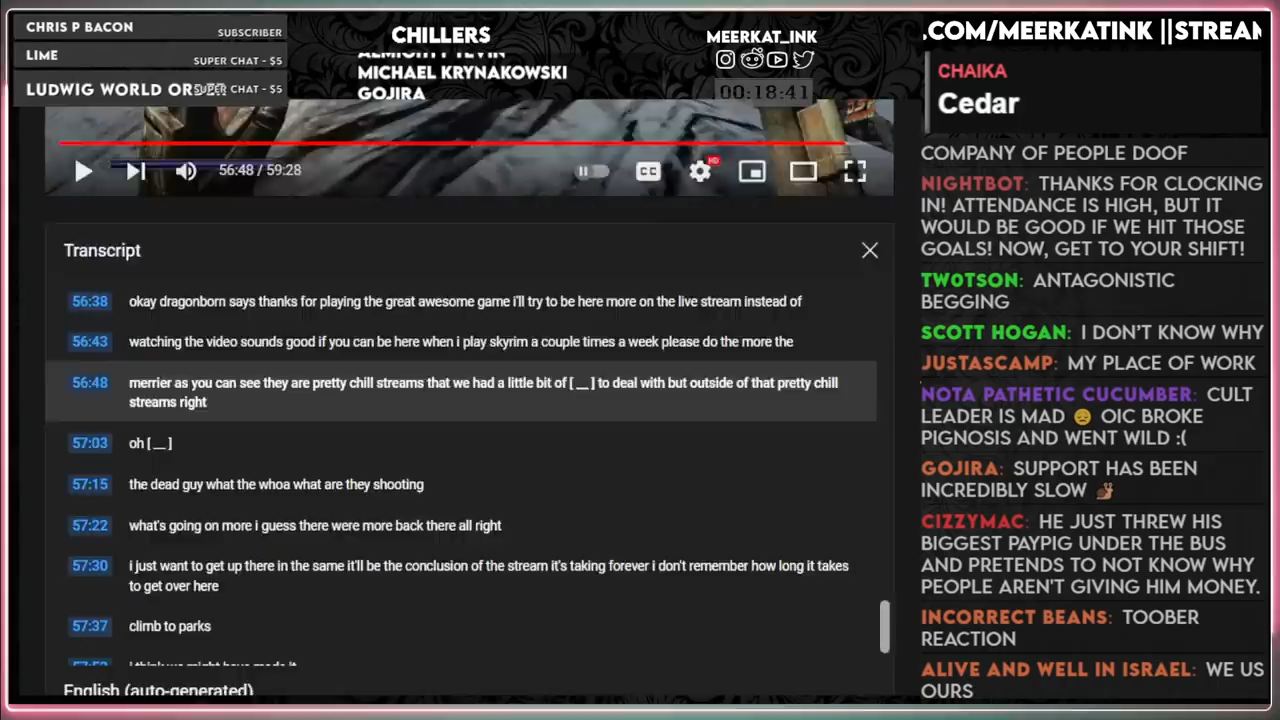 CHRIS P BACON
SUBSCRIBER
LIME
SUPER CHAT - $5
LUDWIG WORLD OR
SUPER CHAT - $5
CHILLERS
ALMIGHTY TEVIN
MICHAEL KRYNAKOWSKI
GOJIRA
MEERKAT_INK
00:18:41
.COM/MEERKATINK ||STREAM
CHAIKA
Cedar
56:48 / 59:28
CC
HD
Transcript
56:38 okay dragonborn says thanks for playing the great awesome game i'll try to be here more on the live stream instead of
56:43 watching the video sounds good if you can be here when i play skyrim a couple times a week please do the more the
56:48 merrier as you can see they are pretty chill streams that we had a little bit of [ __ ] to deal with but outside of that pretty chill
streams right
57:03 oh [ __ ]
57:15 the dead guy what the whoa what are they shooting
57:22 what's going on more i guess there were more back there all right
57:30 i just want to get up there in the same it'll be the conclusion of the stream it's taking forever i don't remember how long it takes
to get over here
57:37 climb to parks
57:52 i think we might have made it
English (auto-generated)
COMPANY OF PEOPLE DOOF
NIGHTBOT: THANKS FOR CLOCKING
IN! ATTENDANCE IS HIGH, BUT IT
WOULD BE GOOD IF WE HIT THOSE
GOALS! NOW, GET TO YOUR SHIFT!
TW0TSON: ANTAGONISTIC
BEGGING
SCOTT HOGAN: I DON'T KNOW WHY
JUSTASCAMP: MY PLACE OF WORK
NOTA PATHETIC CUCUMBER: CULT
LEADER IS MAD 😔 OIC BROKE
PIGNOSIS AND WENT WILD :(
GOJIRA: SUPPORT HAS BEEN
INCREDIBLY SLOW 🐌
CIZZYMAC: HE JUST THREW HIS
BIGGEST PAYPIG UNDER THE BUS
AND PRETENDS TO NOT KNOW WHY
PEOPLE AREN'T GIVING HIM MONEY.
INCORRECT BEANS: TOOBER
REACTION
ALIVE AND WELL IN ISRAEL: WE US
OURS